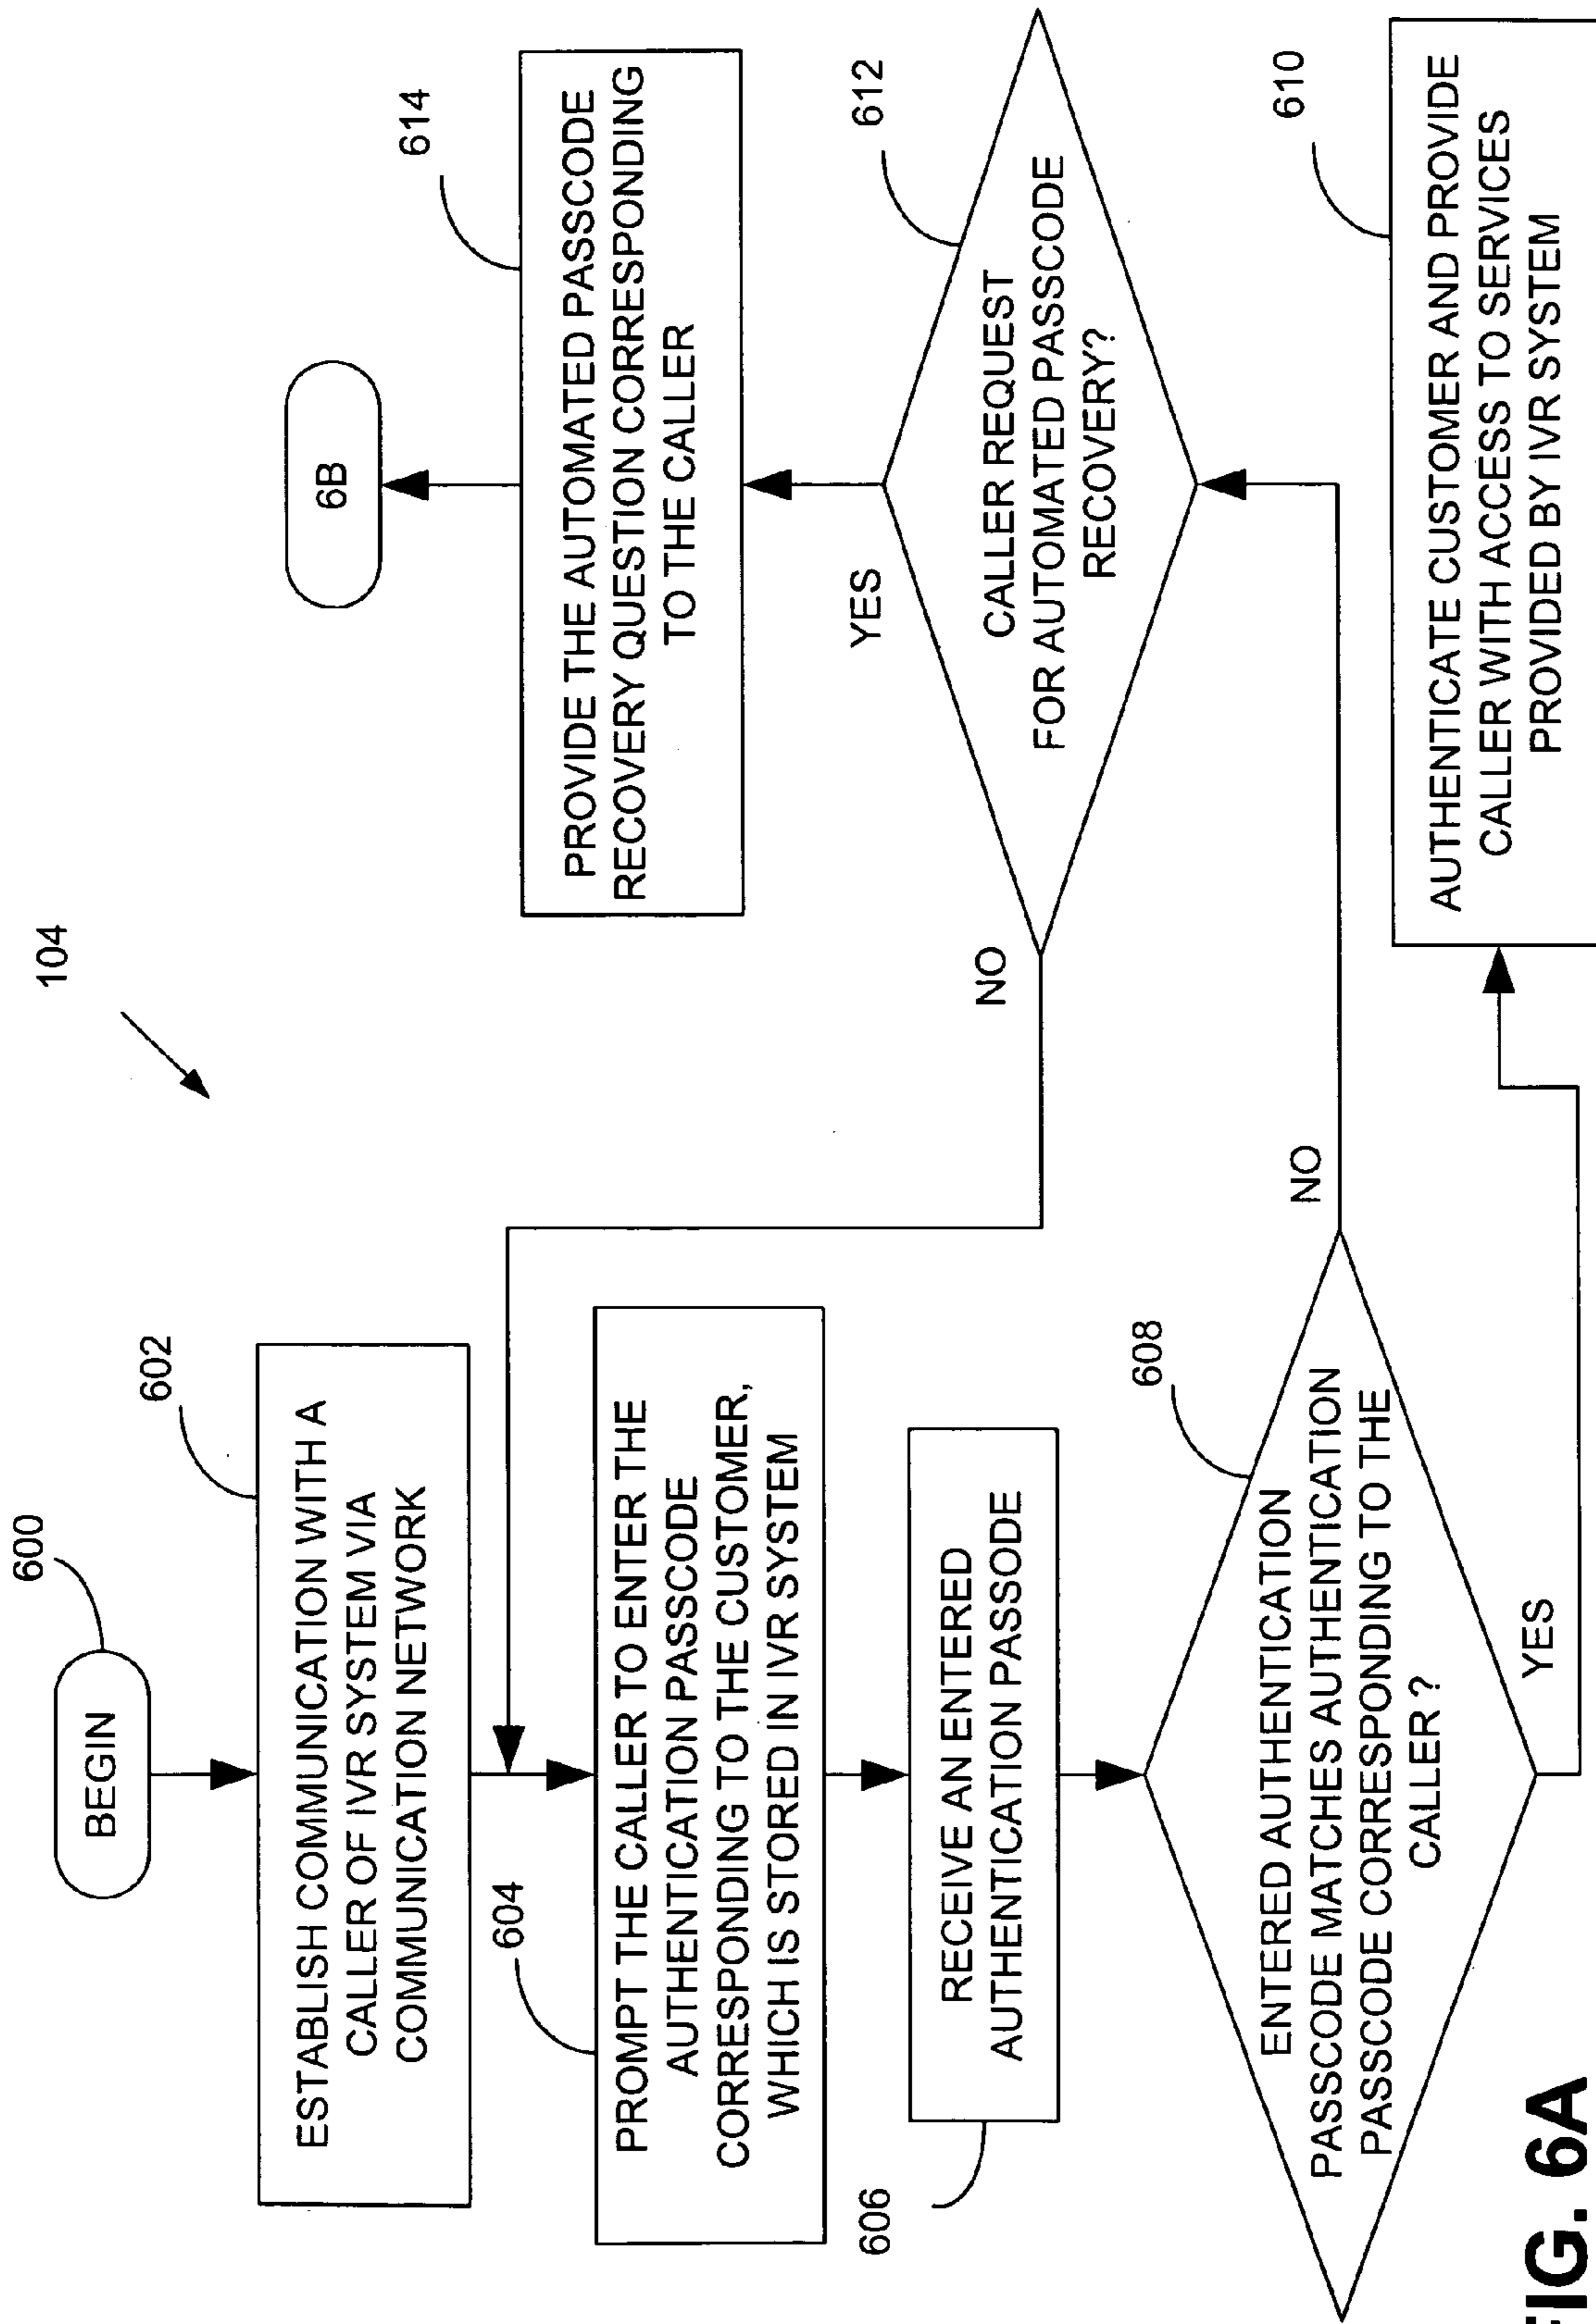 104
600
BEGIN
602
ESTABLISH COMMUNICATION WITH A
CALLER OF IVR SYSTEM VIA
COMMUNICATION NETWORK
604
PROMPT THE CALLER TO ENTER THE
AUTHENTICATION PASSCODE
CORRESPONDING TO THE CUSTOMER,
WHICH IS STORED IN IVR SYSTEM
606
RECEIVE AN ENTERED
AUTHENTICATION PASSODE
608
ENTERED AUTHENTICATION
PASSCODE MATCHES AUTHENTICATION
PASSCODE CORRESPONDING TO THE
CALLER ?
NO
YES
6B
614
PROVIDE THE AUTOMATED PASSCODE
RECOVERY QUESTION CORRESPONDING
TO THE CALLER
YES
612
CALLER REQUEST
FOR AUTOMATED PASSCODE
RECOVERY?
NO
610
AUTHENTICATE CUSTOMER AND PROVIDE
CALLER WITH ACCESS TO SERVICES
PROVIDED BY IVR SYSTEM
FIG. 6A